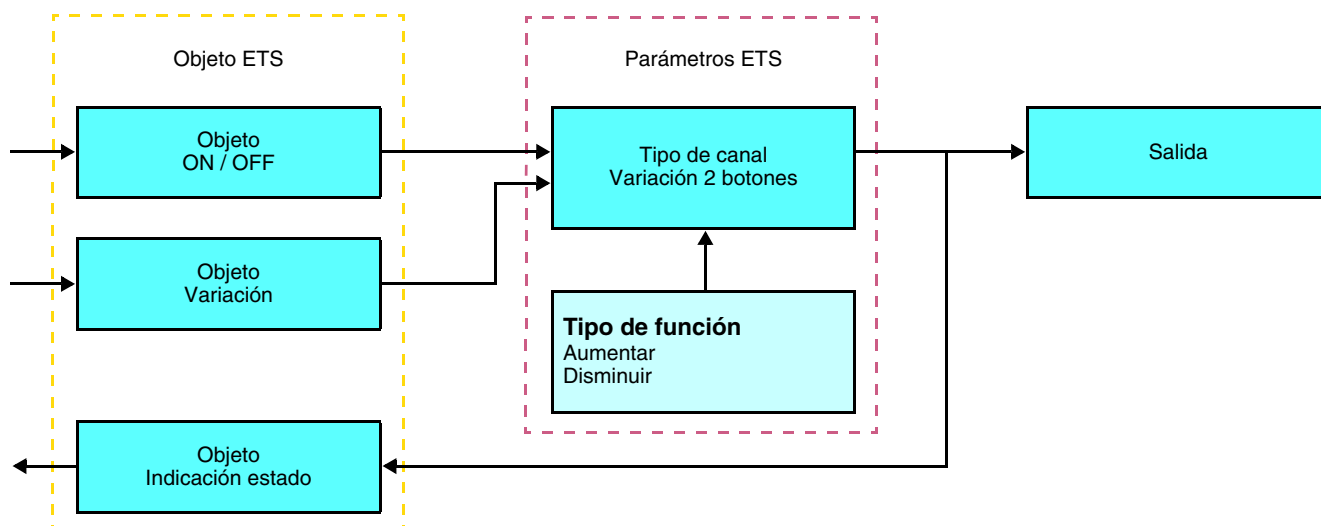 Objeto ETS
Parámetros ETS
Objeto
ON / OFF
Tipo de canal
Variación 2 botones
Salida
Objeto
Variación
Tipo de función
Aumentar
Disminuir
Objeto
Indicación estado